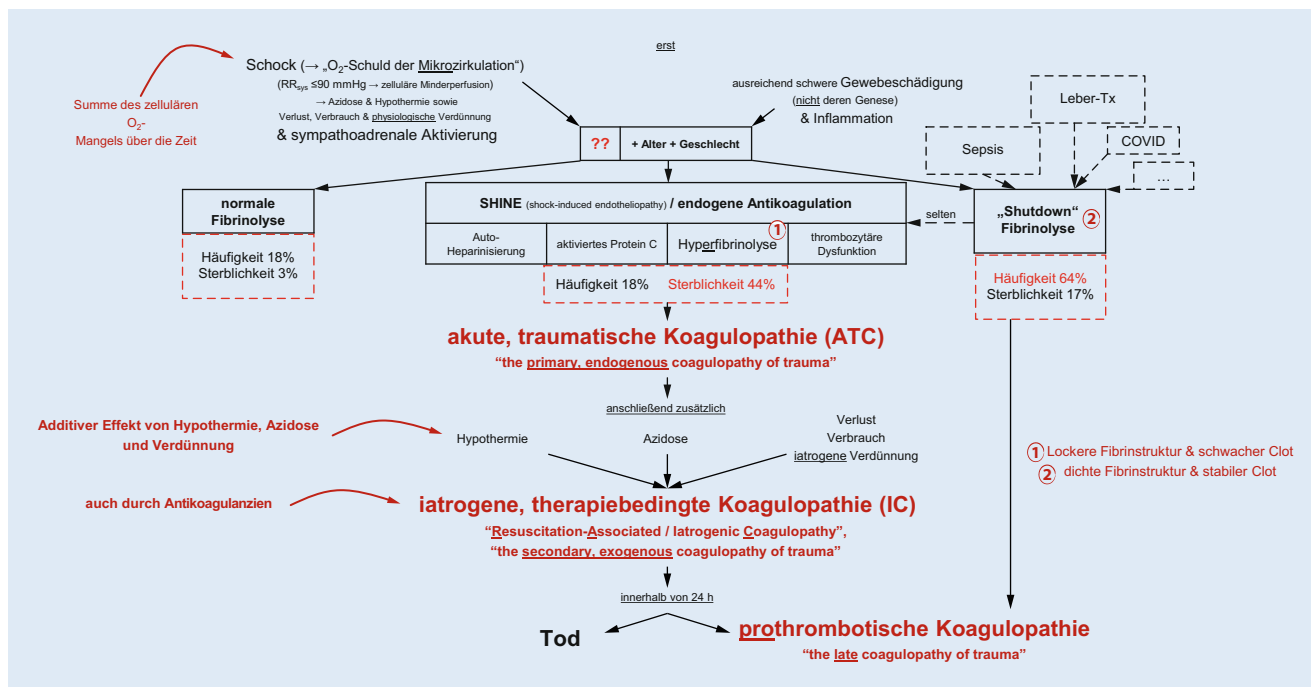 erst
Schock (→ „O₂-Schuld der Mikrozirkulation“)
(RRsys ≤90 mmHg → zelluläre Minderperfusion)
→ Azidose & Hypothermie sowie
Verlust, Verbrauch & physiologische Verdünnung
& sympathoadrenale Aktivierung
Summe des zellulären
O₂-
Mangels über die Zeit
ausreichend schwere Gewebeschädigung
(nicht deren Genese)
& Inflammation
Leber-Tx
Sepsis
COVID
...
??
+ Alter + Geschlecht
normale
Fibrinolyse
Häufigkeit 18%
Sterblichkeit 3%
SHINE (shock-induced endotheliopathy) / endogene Antikoagulation
Auto-
Heparinisierung
aktiviertes Protein C
Hyperfibrinolyse
1
thrombozytäre
Dysfunktion
Häufigkeit 18% Sterblichkeit 44%
selten
„Shutdown“
Fibrinolyse
2
Häufigkeit 64%
Sterblichkeit 17%
akute, traumatische Koagulopathie (ATC)
“the primary, endogenous coagulopathy of trauma”
anschließend zusätzlich
Additiver Effekt von Hypothermie, Azidose
und Verdünnung
Hypothermie
Azidose
Verlust
Verbrauch
iatrogene Verdünnung
1 Lockere Fibrinstruktur & schwacher Clot
2 dichte Fibrinstruktur & stabiler Clot
auch durch Antikoagulanzien
iatrogene, therapiebedingte Koagulopathie (IC)
“Resuscitation-Associated / Iatrogenic Coagulopathy”,
“the secondary, exogenous coagulopathy of trauma”
innerhalb von 24 h
Tod
prothrombotische Koagulopathie
“the late coagulopathy of trauma”